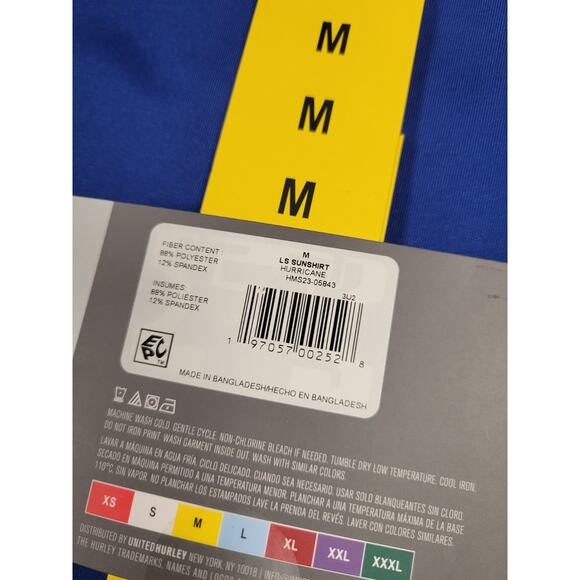 M
M
M
M
LS SUNSHIRT
HURRICANE
HMS23-05843
FIBER CONTENT:
88% POLYESTER
12% SPANDEX
INSUMES:
88% POLIÉSTER
12% SPANDEX
3U2
1 97057 00252 8
EC
PC™
MADE IN BANGLADESH/HECHO EN BANGLADESH
MACHINE WASH COLD. GENTLE CYCLE. NON-CHLORINE BLEACH IF NEEDED. TUMBLE DRY LOW TEMPERATURE. COOL IRON.
DO NOT IRON PRINT. WASH GARMENT INSIDE OUT. WASH WITH SIMILAR COLORS.
LAVAR A MÁQUINA EN AGUA FRÍA. CICLO DELICADO. CUANDO SEA NECESARIO, USAR SOLO BLANQUEANTES SIN CLORO.
SECADO EN MÁQUINA PERMITIDO A UNA TEMPERATURA MENOR. PLANCHAR A UNA TEMPERATURA MÁXIMA DE LA BASE
110°C. SIN VAPOR. NO PLANCHAR LOS ESTAMPADOS LAVE LA PRENDA DEL REVÉS. LAVER CON COLORES SIMILARES.
XS S M L XL XXL XXXL
DISTRIBUTED BY UNITEDHURLEY NEW YORK, NY 10018
THE HURLEY TRADEMARKS, NAMES AND